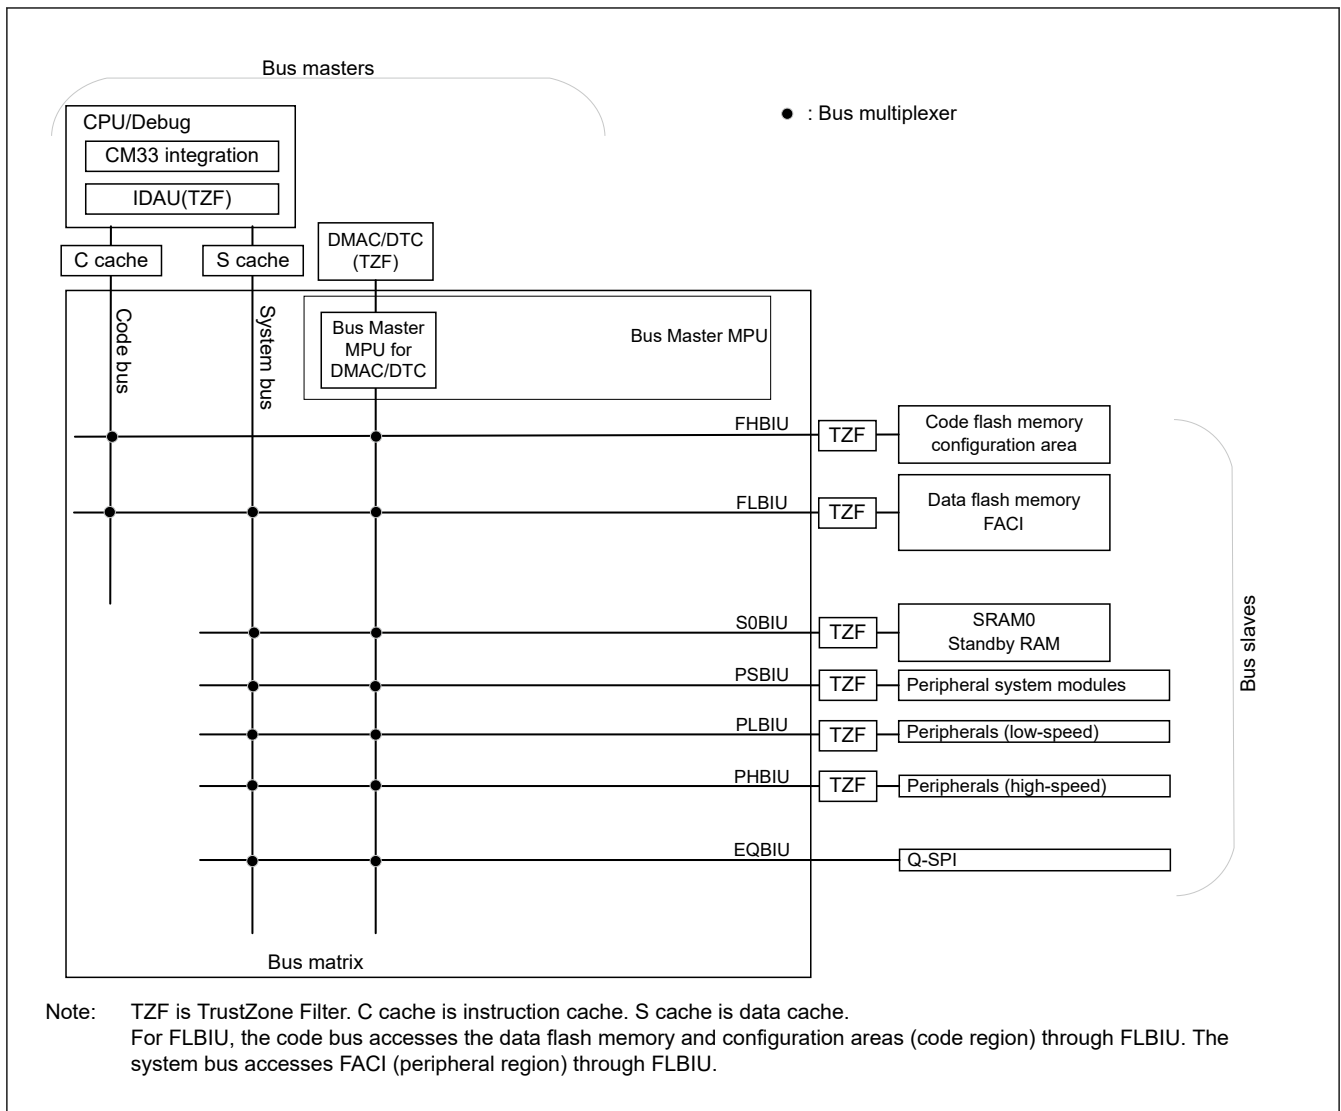 Bus masters
: Bus multiplexer
CPU/Debug
CM33 integration
IDAU(TZF)
C cache
S cache
DMAC/DTC
(TZF)
Code bus
System bus
Bus Master
MPU for
DMAC/DTC
Bus Master MPU
FHBIU
TZF
Code flash memory
configuration area
FLBIU
TZF
Data flash memory
FACI
S0BIU
TZF
SRAM0
Standby RAM
PSBIU
TZF
Peripheral system modules
PLBIU
TZF
Peripherals (low-speed)
PHBIU
TZF
Peripherals (high-speed)
EQBIU
Q-SPI
Bus slaves
Bus matrix
Note: TZF is TrustZone Filter. C cache is instruction cache. S cache is data cache.
For FLBIU, the code bus accesses the data flash memory and configuration areas (code region) through FLBIU. The
system bus accesses FACI (peripheral region) through FLBIU.